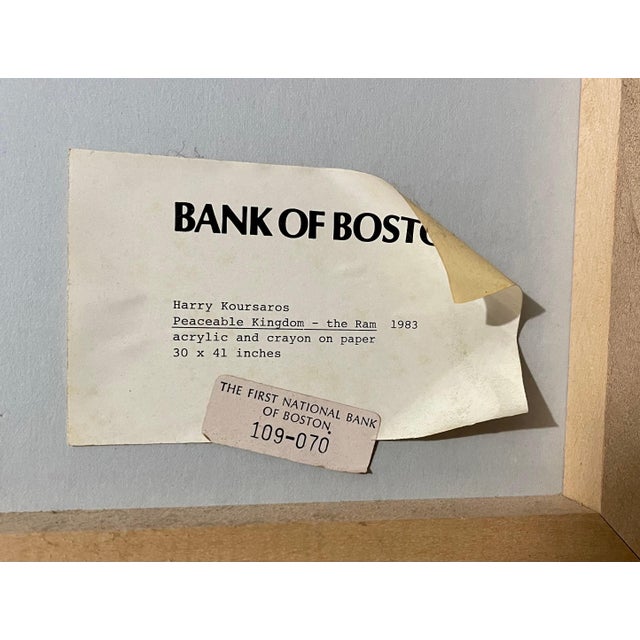 BANK OF BOSTO
Harry Koursaros
Peaceable Kingdom - the Ram 1983
acrylic and crayon on paper
30 x 41 inches
THE FIRST NATIONAL BANK
OF BOSTON
109-070